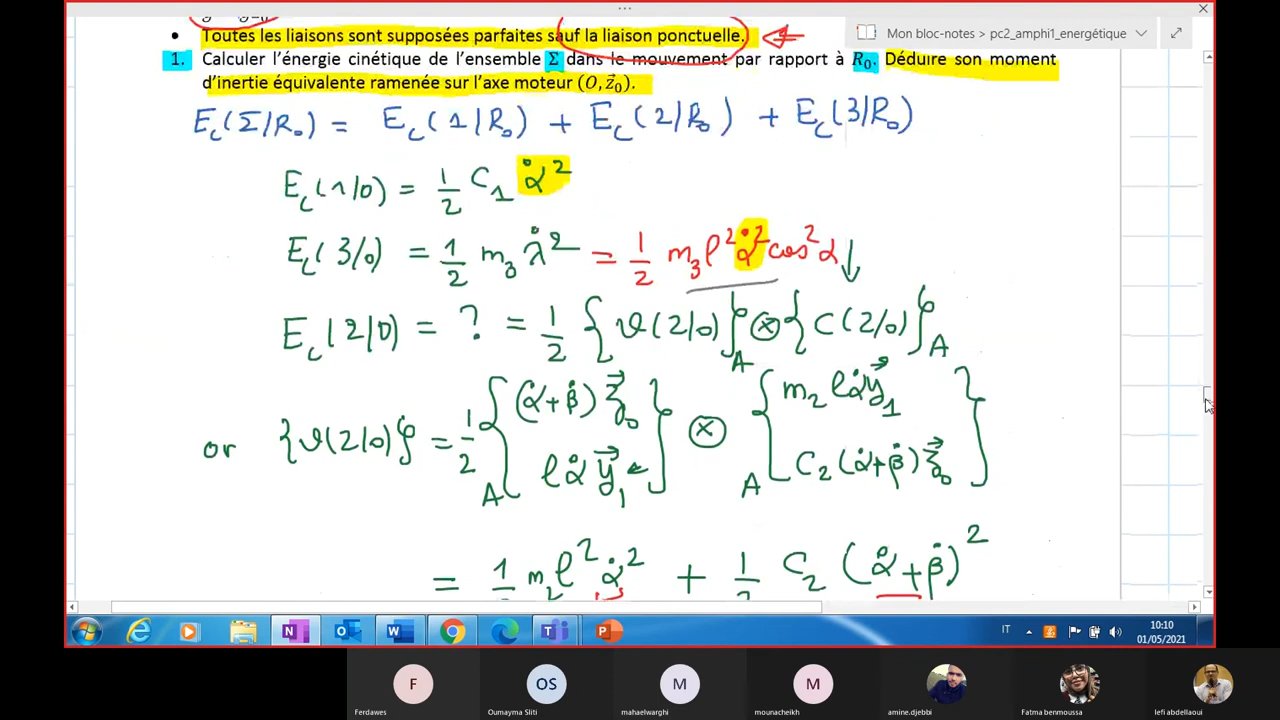 Toutes les liaisons sont supposées parfaites sauf la liaison ponctuelle.
Mon bloc-notes > pc2_amphi1_energétique
1. Calculer l'énergie cinétique de l'ensemble Σ dans le mouvement par rapport à R₀. Déduire son moment
d'inertie équivalente ramenée sur l'axe moteur (O, z⃗₀).
E_c(Σ/R₀) = E_c(1/R₀) + E_c(2/R₀) + E_c(3/R₀)
E_c(1/0) = 1/2 C₁ α̇²
E_c(3/0) = 1/2 m₃ λ̇² = 1/2 m₃ l² α̇² cos²α ↓
E_c(2/0) = ? = 1/2 {ϑ(2/0)}_A ⊗ {C(2/0)}_A
or {ϑ(2/0)} = 1/2 _A{(α̇+β̇) z⃗₀ lα̇ y⃗₁} ⊗ _A{m₂ lα̇ y⃗₁ C₂(α̇+β̇) z⃗₀}
= 1/2 m₂ l² α̇² + 1/2 C₂ (α̇+β̇)²
IT
10:10
01/05/2021
F
OS
M
M
Ferdawes
Oumayma Sliti
mahaelwarghi
mounacheikh
amine.djebbi
Fatma benmoussa
lefi abdellaoui